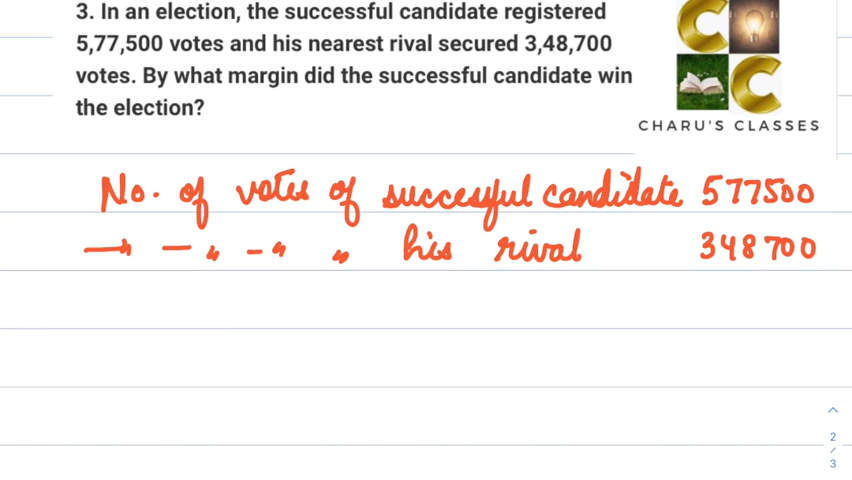 3. In an election, the successful candidate registered
5,77,500 votes and his nearest rival secured 3,48,700
votes. By what margin did the successful candidate win
the election?
C
C
CHARU'S CLASSES
No. of votes of successful candidate 577500
— " — " " his rival 348700
2
/
3